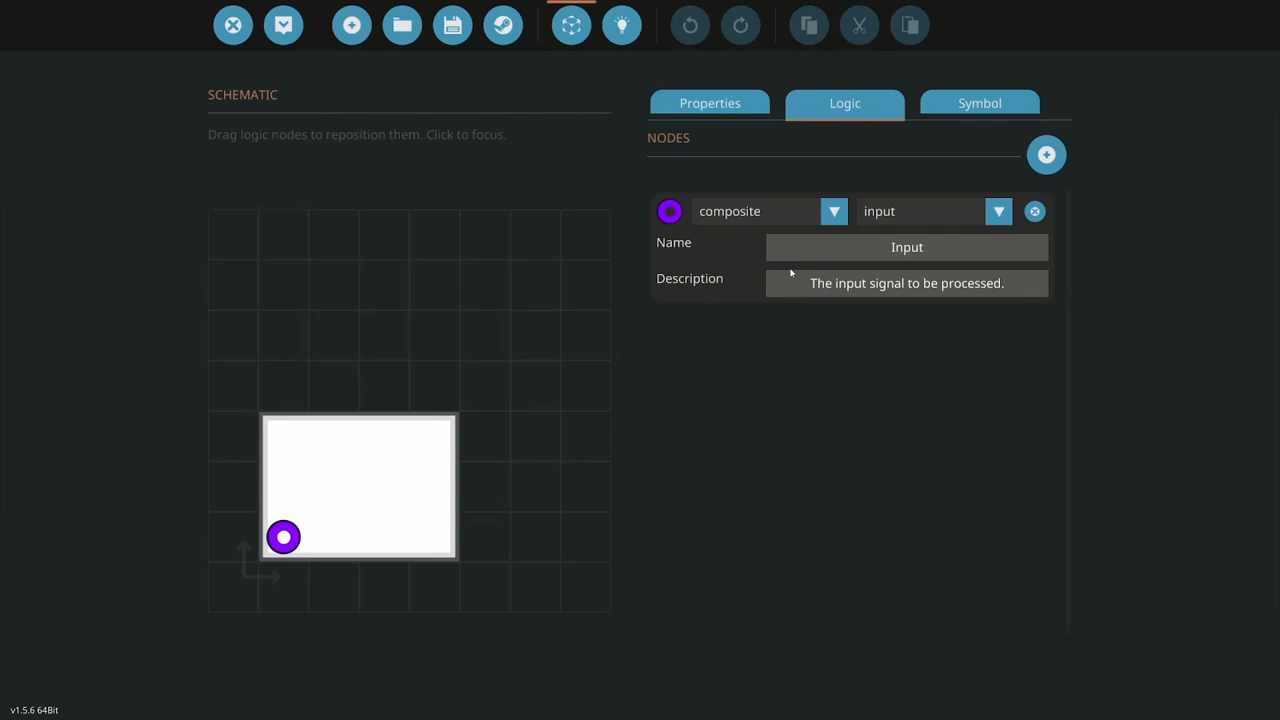 SCHEMATIC
Drag logic nodes to reposition them. Click to focus.
Properties
Logic
Symbol
NODES
composite
input
Name
Input
Description
The input signal to be processed.
v1.5.6 64Bit